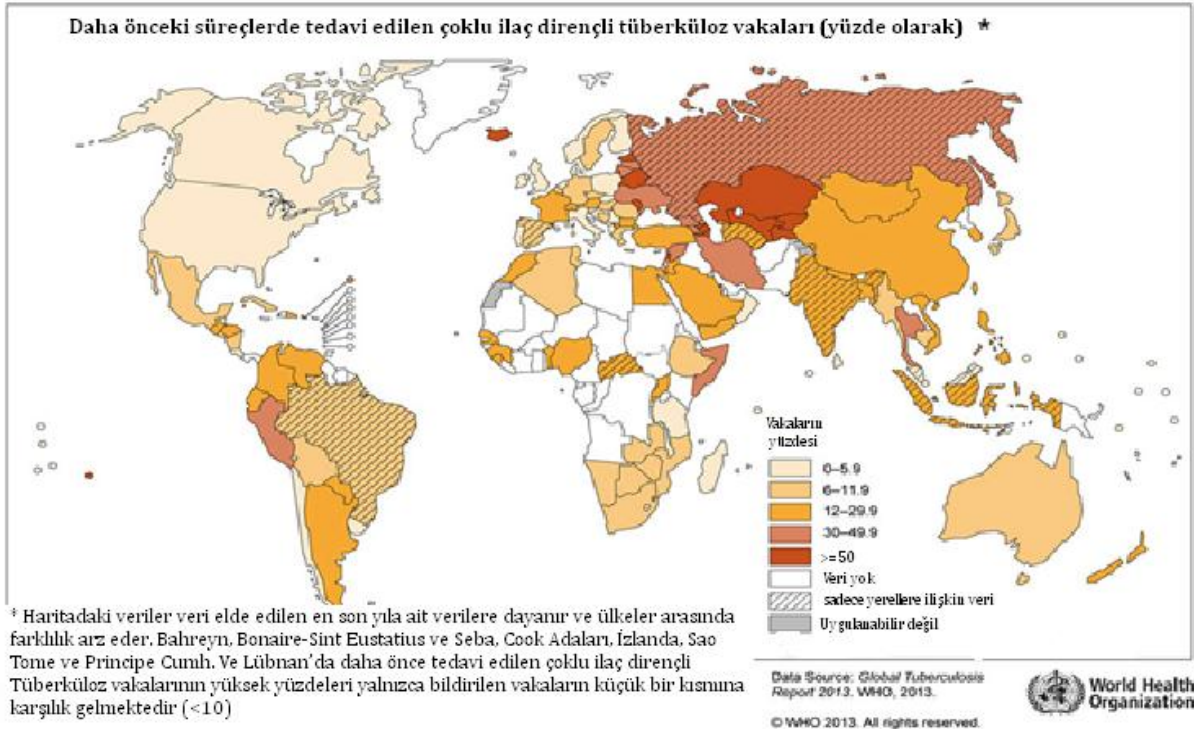 Daha önceki süreçlerde tedavi edilen çoklu ilaç dirençli tüberküloz vakaları (yüzde olarak) *
Vakaların
yüzdesi
0–5.9
6–11.9
12–29.9
30–49.9
>=50
Veri yok
sadece yerellere ilişkin veri
Uygulanabilir değil
* Haritadaki veriler veri elde edilen en son yıla ait verilere dayanır ve ülkeler arasında
farklılık arz eder. Bahreyn, Bonaire-Sint Eustatius ve Seba, Cook Adaları, İzlanda, Sao
Tome ve Principe Cumh. Ve Lübnan’da daha önce tedavi edilen çoklu ilaç dirençli
Tüberküloz vakalarının yüksek yüzdeleri yalnızca bildirilen vakaların küçük bir kısmına
karşılık gelmektedir (<10)
Data Source: Global Tuberculosis
Report 2013. WHO, 2013.
© WHO 2013. All rights reserved.
World Health
Organization